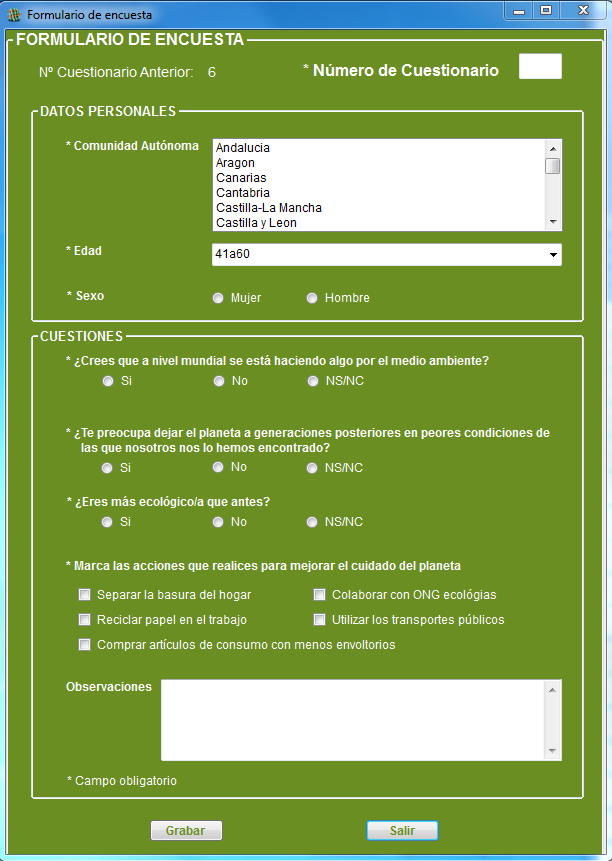 Formulario de encuesta
FORMULARIO DE ENCUESTA
Nº Cuestionario Anterior: 6
* Número de Cuestionario
DATOS PERSONALES
* Comunidad Autónoma
Andalucia
Aragon
Canarias
Cantabria
Castilla-La Mancha
Castilla y Leon
* Edad
41a60
* Sexo
Mujer
Hombre
CUESTIONES
* ¿Crees que a nivel mundial se está haciendo algo por el medio ambiente?
Si
No
NS/NC
* ¿Te preocupa dejar el planeta a generaciones posteriores en peores condiciones de
las que nosotros nos lo hemos encontrado?
Si
No
NS/NC
* ¿Eres más ecológico/a que antes?
Si
No
NS/NC
* Marca las acciones que realices para mejorar el cuidado del planeta
Separar la basura del hogar
Colaborar con ONG ecológias
Reciclar papel en el trabajo
Utilizar los transportes públicos
Comprar artículos de consumo con menos envoltorios
Observaciones
* Campo obligatorio
Grabar
Salir